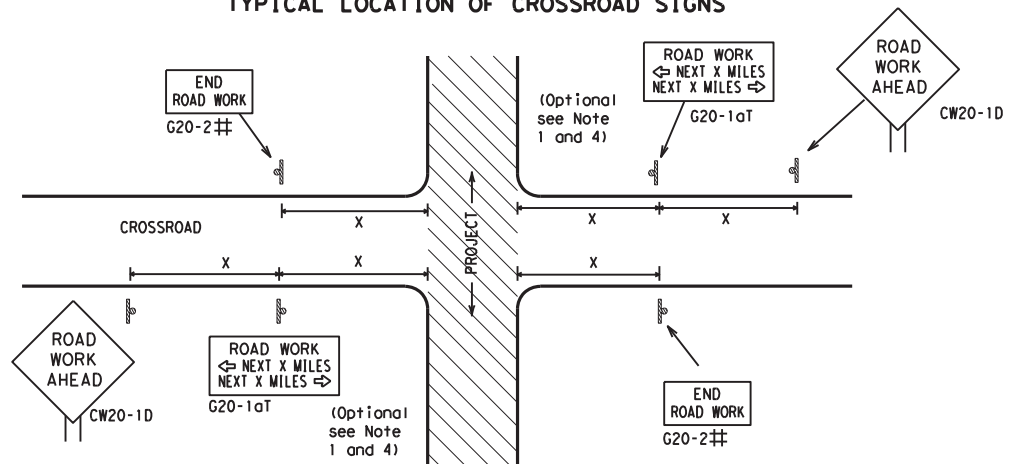 TYPICAL LOCATION OF CROSSROAD SIGNS
END
ROAD WORK
G20-2⌗
(Optional
see Note
1 and 4)
ROAD WORK
⇦ NEXT X MILES
NEXT X MILES ⇨
G20-1aT
ROAD
WORK
AHEAD
CW20-1D
X
X
X
CROSSROAD
PROJECT
X
X
X
ROAD
WORK
AHEAD
CW20-1D
ROAD WORK
⇦ NEXT X MILES
NEXT X MILES ⇨
G20-1aT
(Optional
see Note
1 and 4)
END
ROAD WORK
G20-2⌗